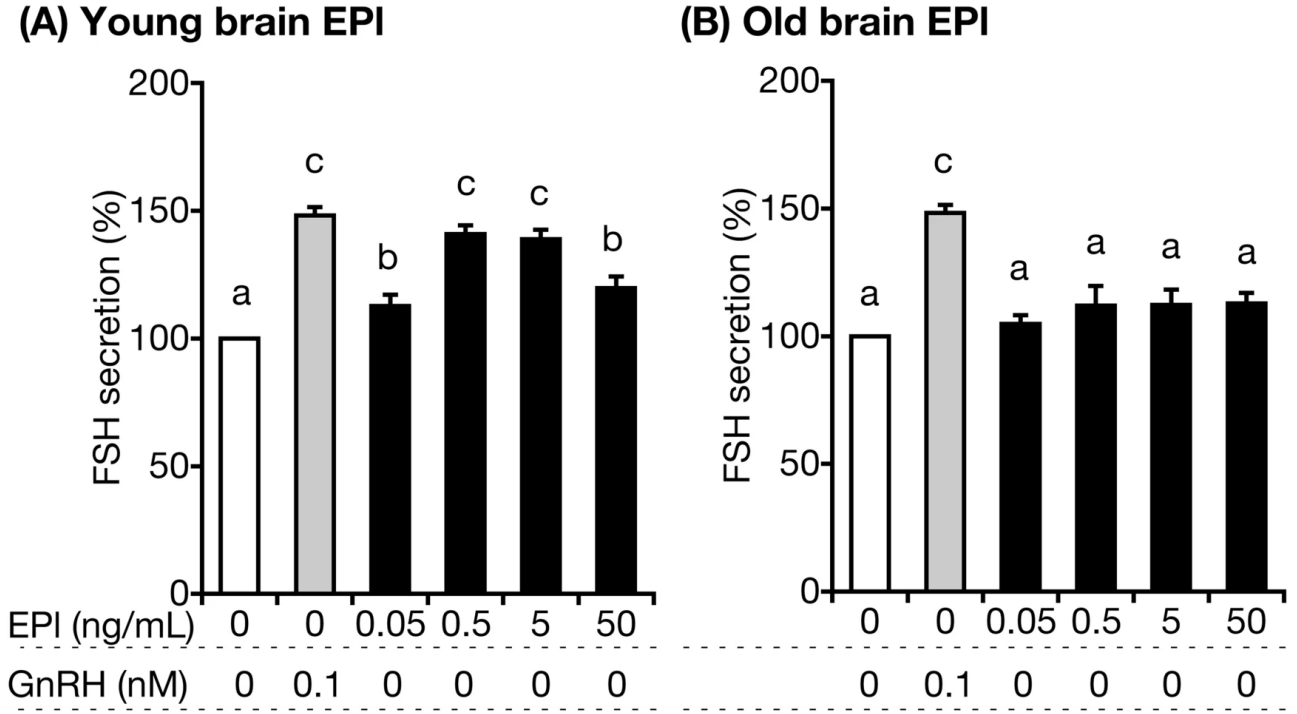 (A) Young brain EPI
(B) Old brain EPI
200
c
c
c
150
b
b
a
100
50
0
FSH secretion (%)
200
c
150
a
a
a
a
a
100
50
0
FSH secretion (%)
EPI (ng/mL) 0 0 0.05 0.5 5 50
0 0 0.05 0.5 5 50
GnRH (nM) 0 0.1 0 0 0 0
0 0.1 0 0 0 0